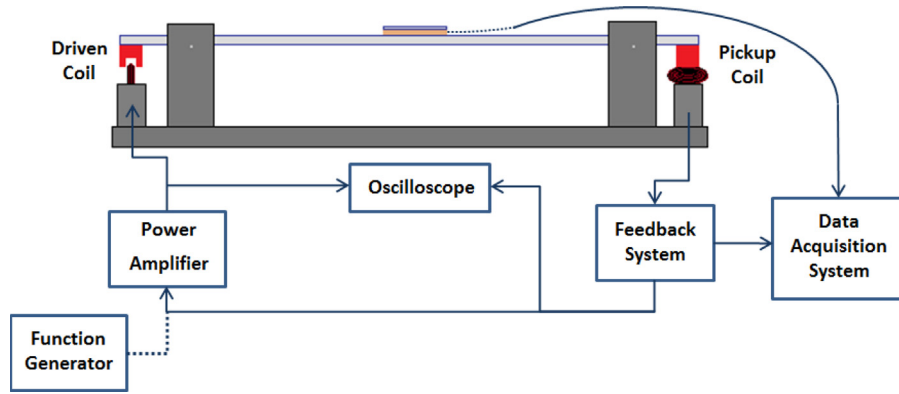 Driven
Coil
Pickup
Coil
Oscilloscope
Power
Amplifier
Feedback
System
Data
Acquisition
System
Function
Generator